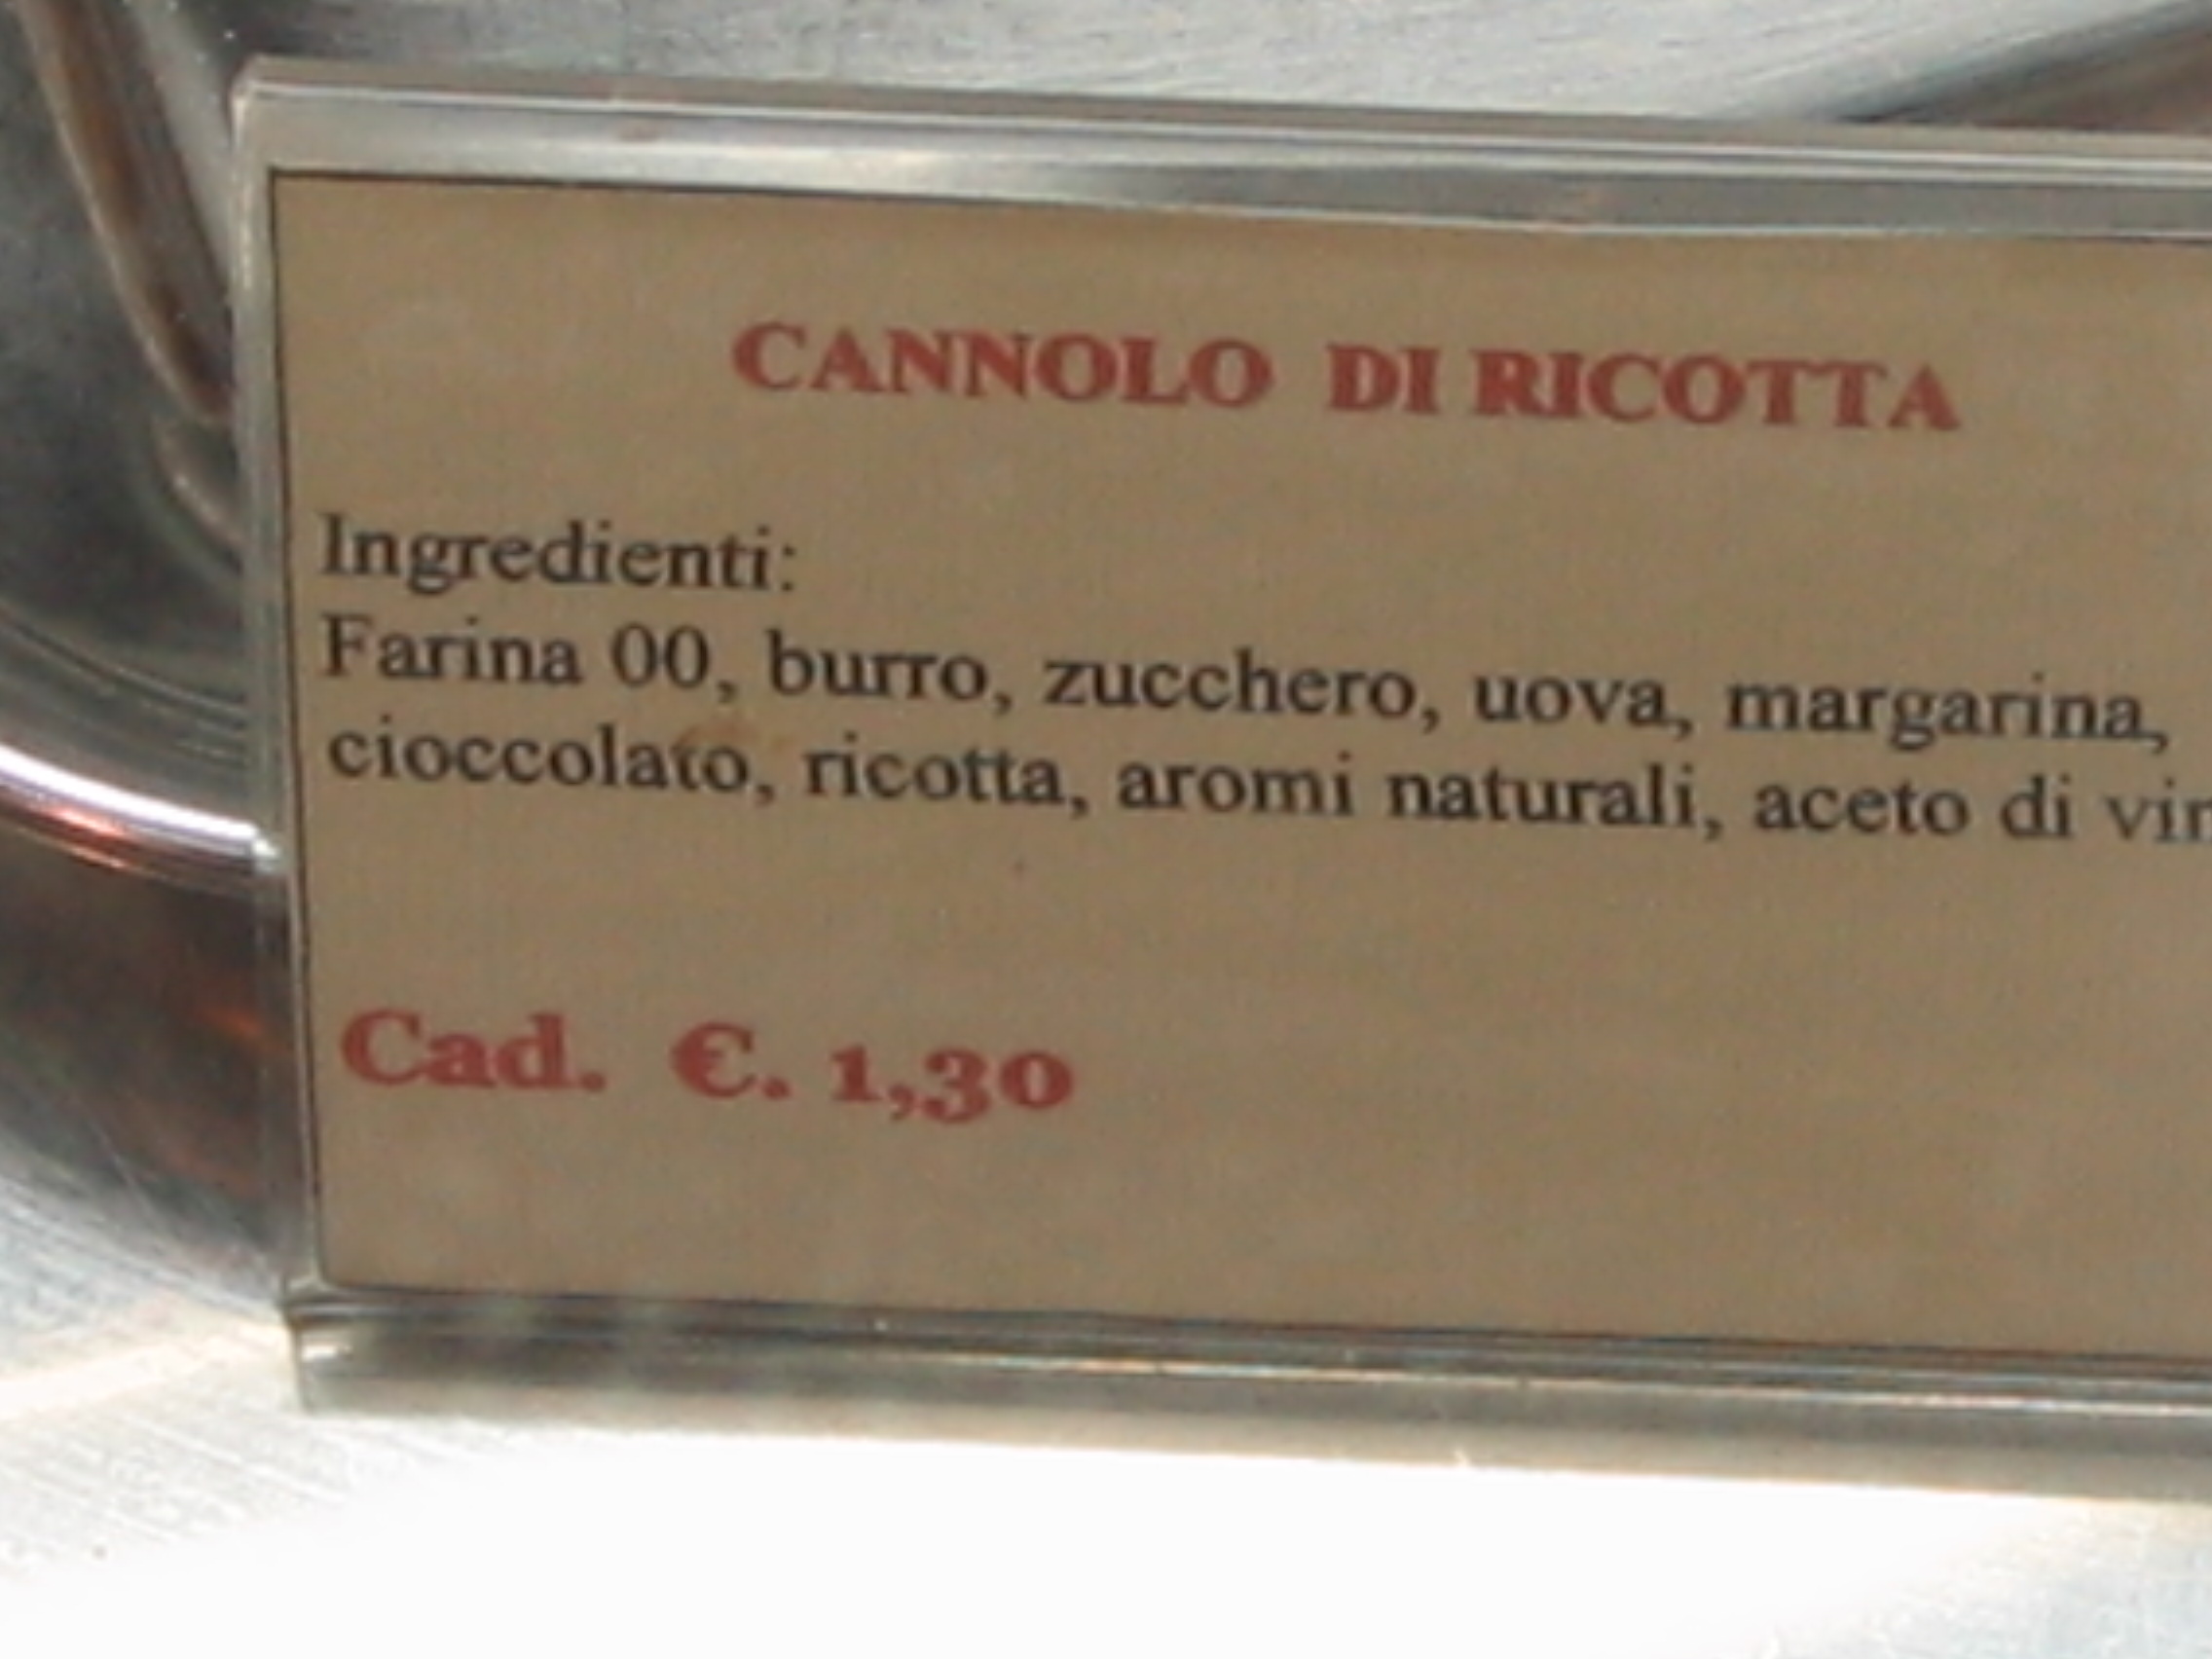 CANNOLO DI RICOTTA
Ingredienti:
Farina 00, burro, zucchero, uova, margarina,
cioccolato, ricotta, aromi naturali, aceto di
Cad. €. 1,30